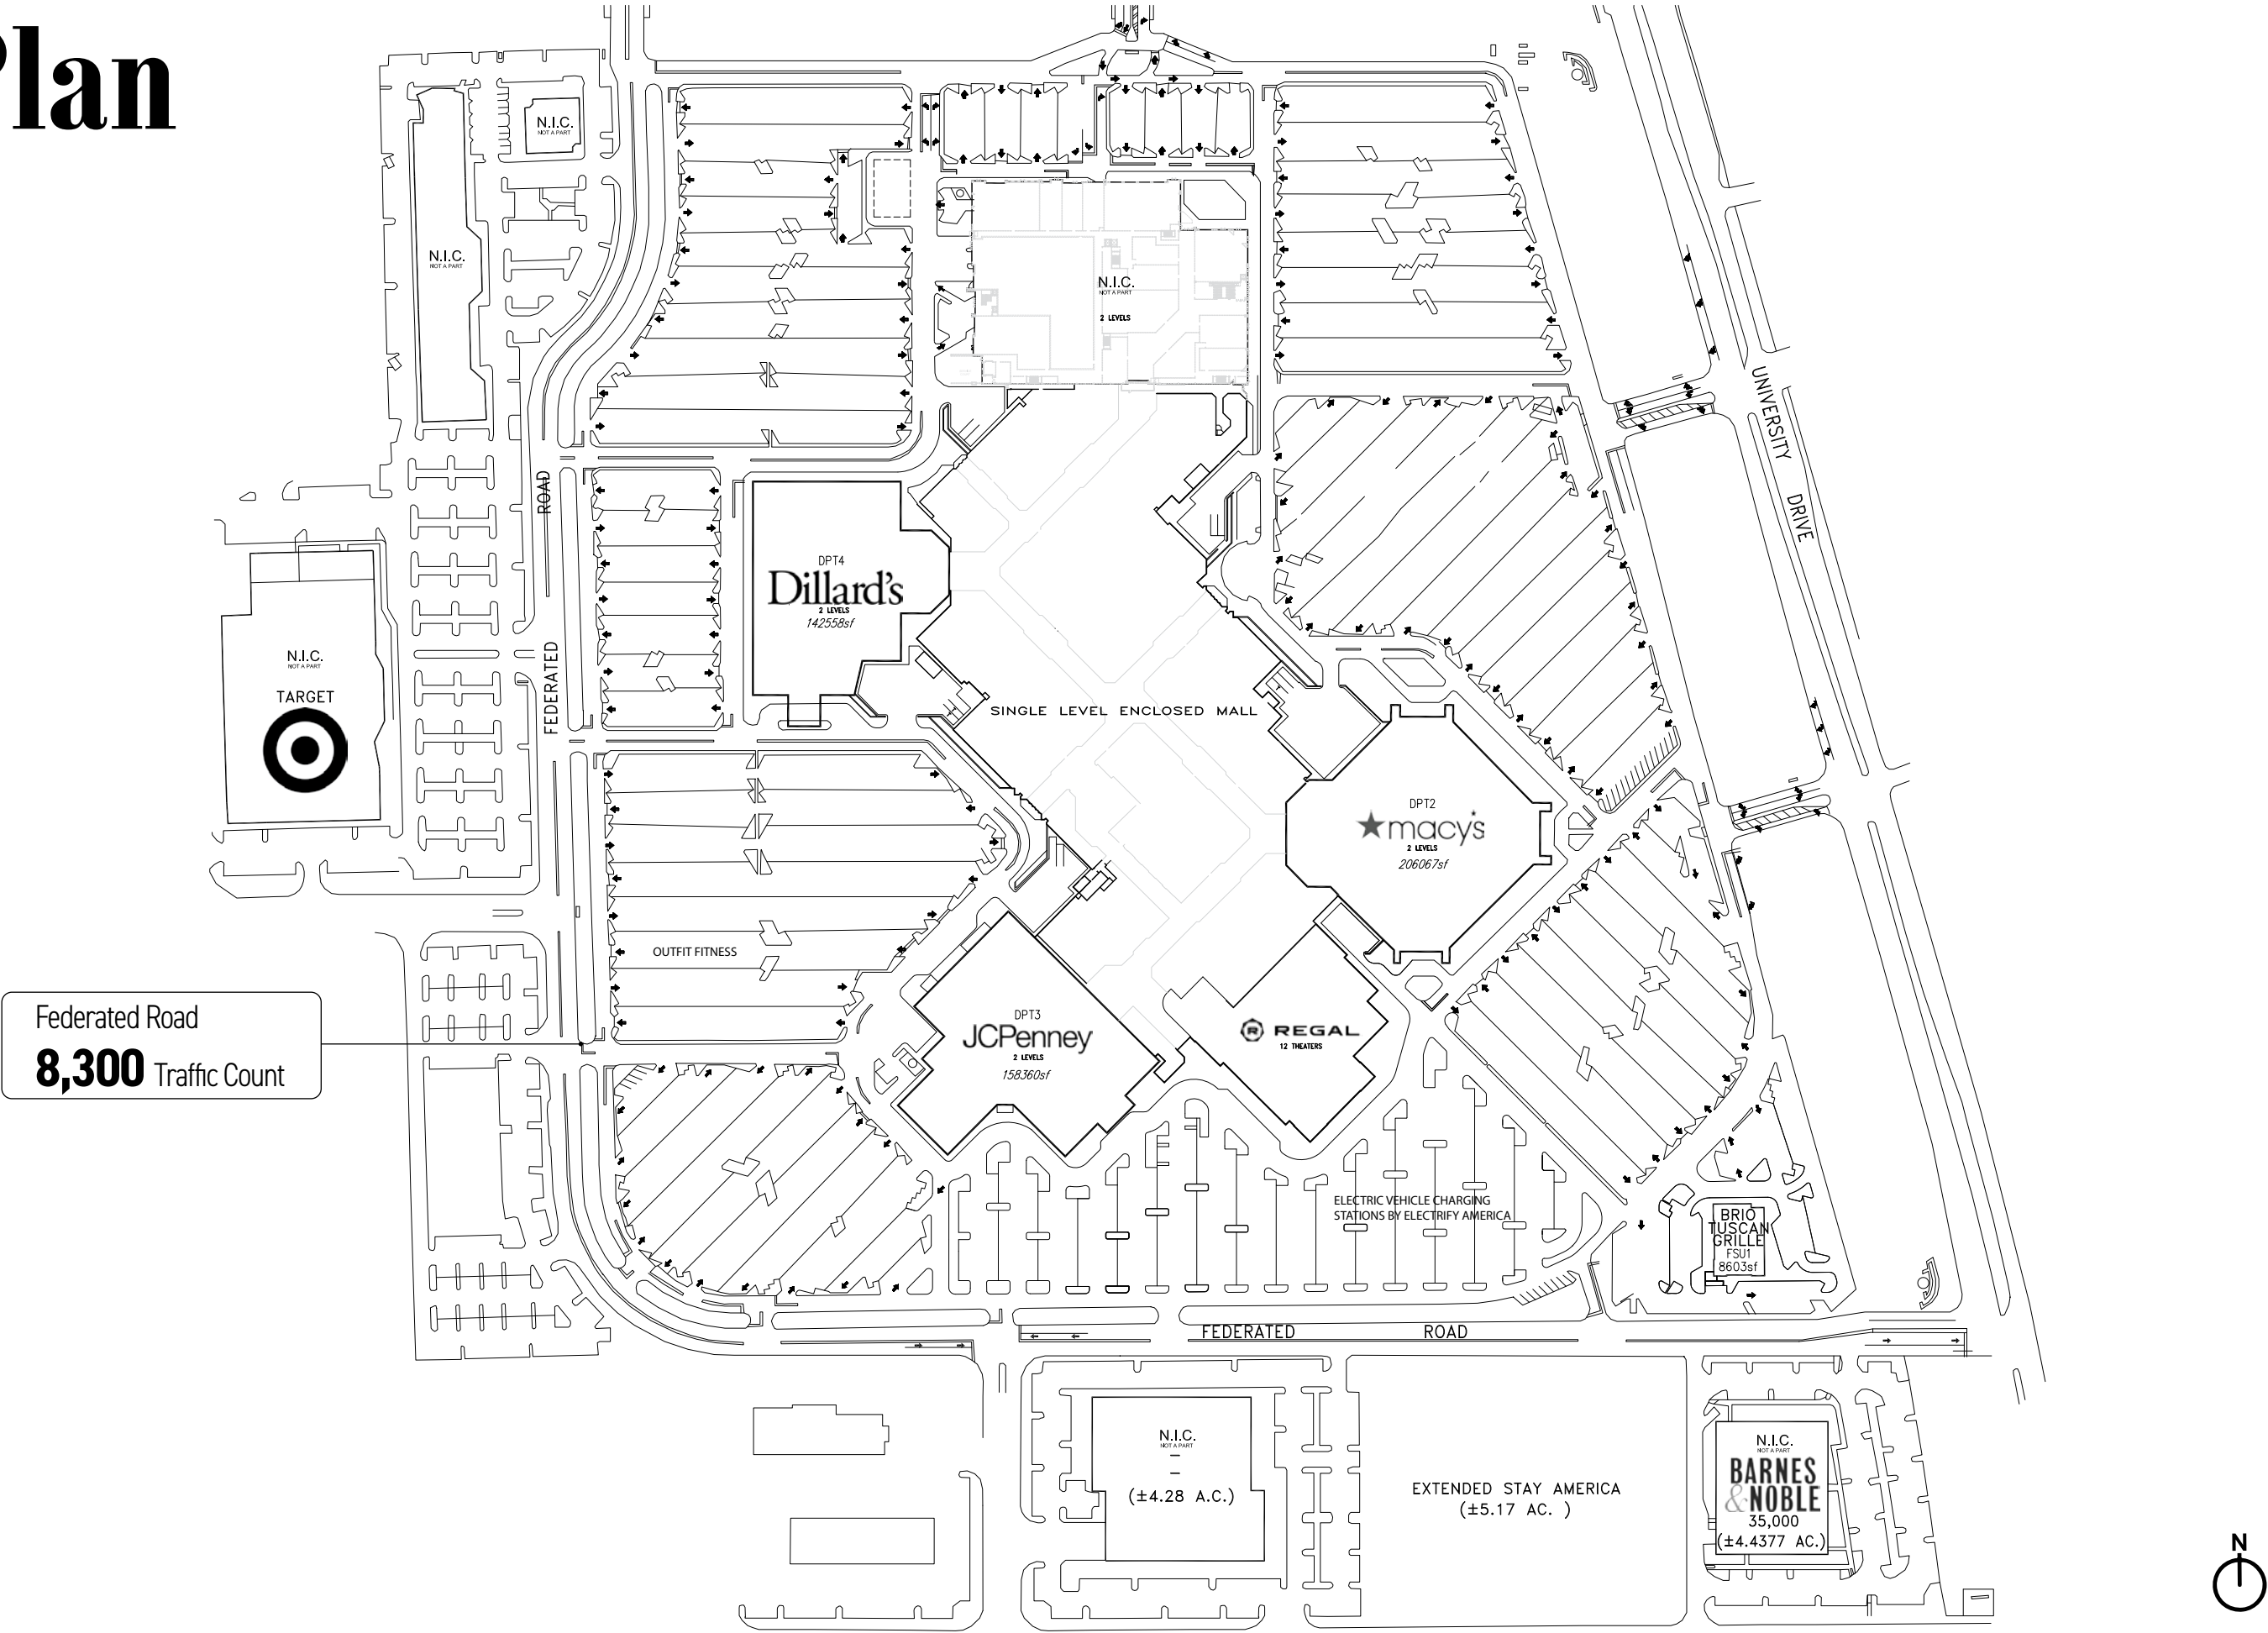 Plan
N.I.C.
NOT A PART
N.I.C.
NOT A PART
N.I.C.
NOT A PART
2 LEVELS
UNIVERSITY DRIVE
FEDERATED ROAD
DPT4
Dillard's
2 LEVELS
142558sf
N.I.C.
NOT A PART
TARGET
SINGLE LEVEL ENCLOSED MALL
DPT2
macy's
2 LEVELS
206067sf
OUTFIT FITNESS
Federated Road
8,300 Traffic Count
DPT3
JCPenney
2 LEVELS
158360sf
R REGAL
12 THEATERS
ELECTRIC VEHICLE CHARGING
STATIONS BY ELECTRIFY AMERICA
BRIO
TUSCAN
GRILLE
FSU1
8603sf
FEDERATED ROAD
N.I.C.
NOT A PART
(±4.28 A.C.)
EXTENDED STAY AMERICA
(±5.17 AC. )
N.I.C.
NOT A PART
BARNES
&NOBLE
35,000
(±4.4377 AC.)
N